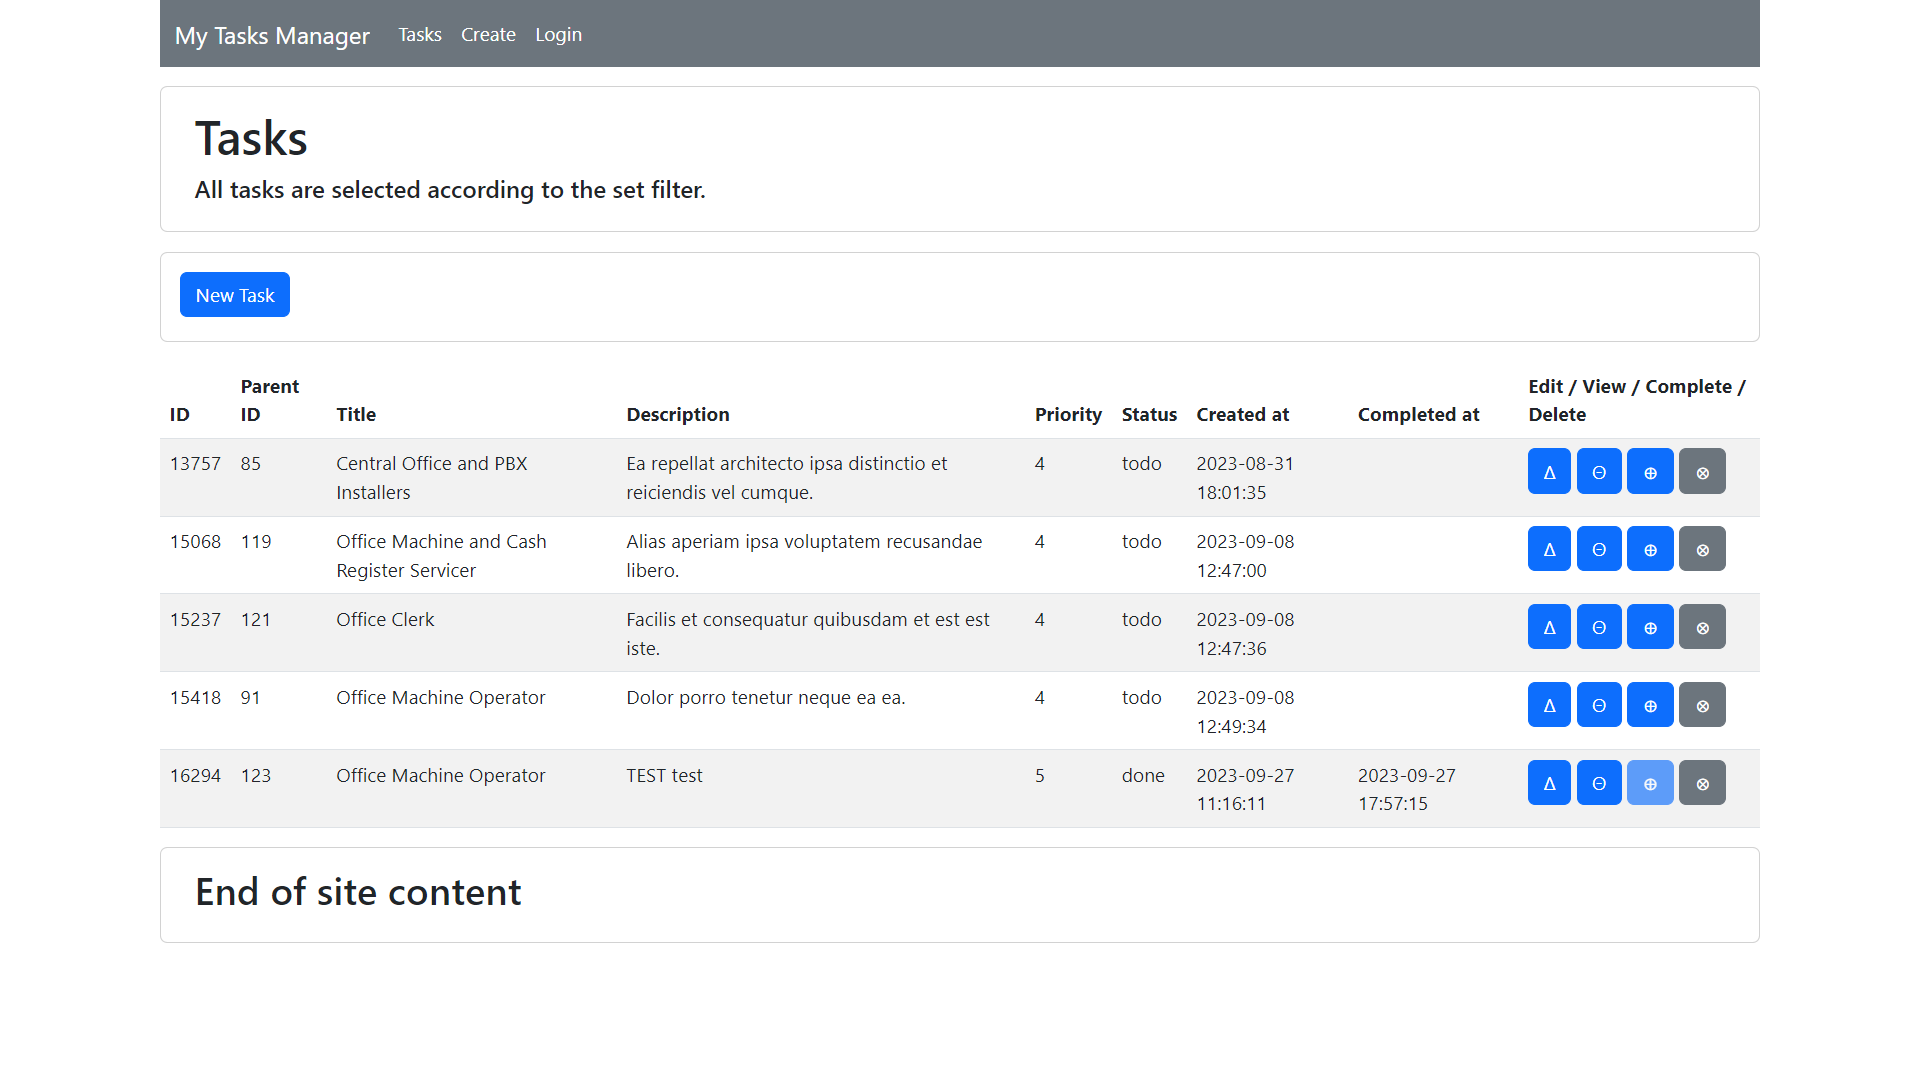 My Tasks Manager Tasks Create Login
Tasks
All tasks are selected according to the set filter.
New Task
ID Parent ID Title Description Priority Status Created at Completed at Edit / View / Complete / Delete
13757 85 Central Office and PBX Installers Ea repellat architecto ipsa distinctio et reiciendis vel cumque. 4 todo 2023-08-31 18:01:35 Δ Θ ⊕ ⊗
15068 119 Office Machine and Cash Register Servicer Alias aperiam ipsa voluptatem recusandae libero. 4 todo 2023-09-08 12:47:00 Δ Θ ⊕ ⊗
15237 121 Office Clerk Facilis et consequatur quibusdam et est est iste. 4 todo 2023-09-08 12:47:36 Δ Θ ⊕ ⊗
15418 91 Office Machine Operator Dolor porro tenetur neque ea ea. 4 todo 2023-09-08 12:49:34 Δ Θ ⊕ ⊗
16294 123 Office Machine Operator TEST test 5 done 2023-09-27 11:16:11 2023-09-27 17:57:15 Δ Θ ⊕ ⊗
End of site content